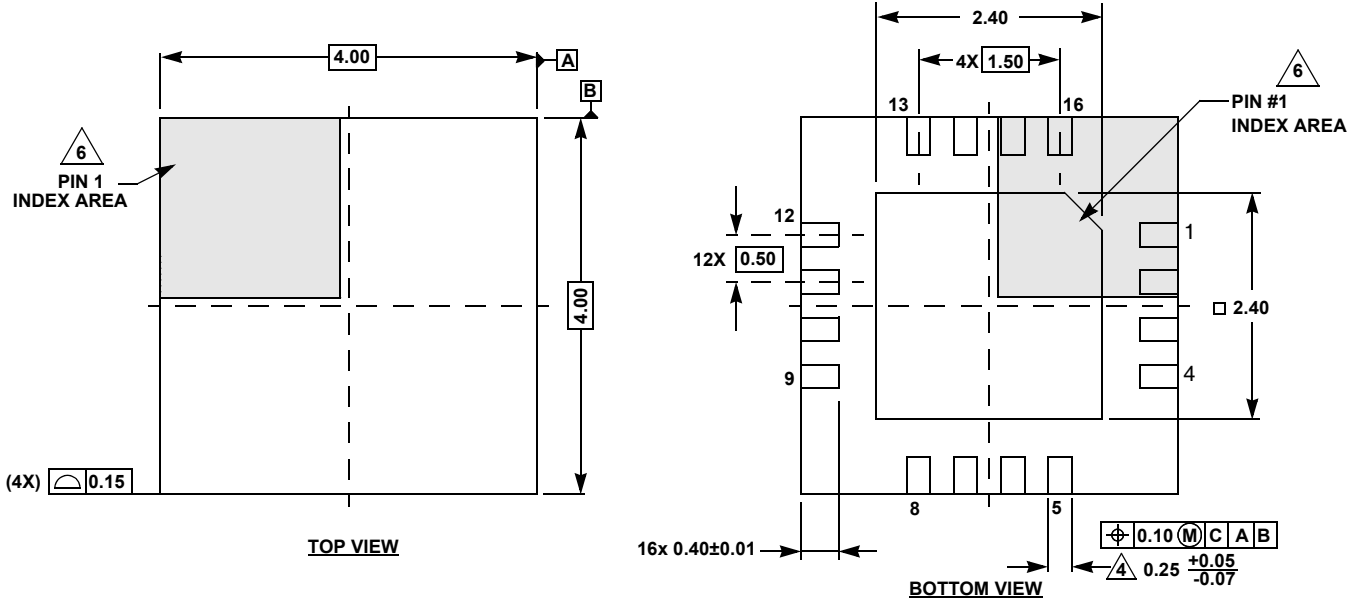 4.00
A
B
6
PIN 1
INDEX AREA
4.00
(4X) 0.15
TOP VIEW
2.40
4X 1.50
6
PIN #1
INDEX AREA
13
16
12
1
12X 0.50
2.40
9
4
8
5
16x 0.40±0.01
0.10 M C A B
4 0.25 +0.05
-0.07
BOTTOM VIEW